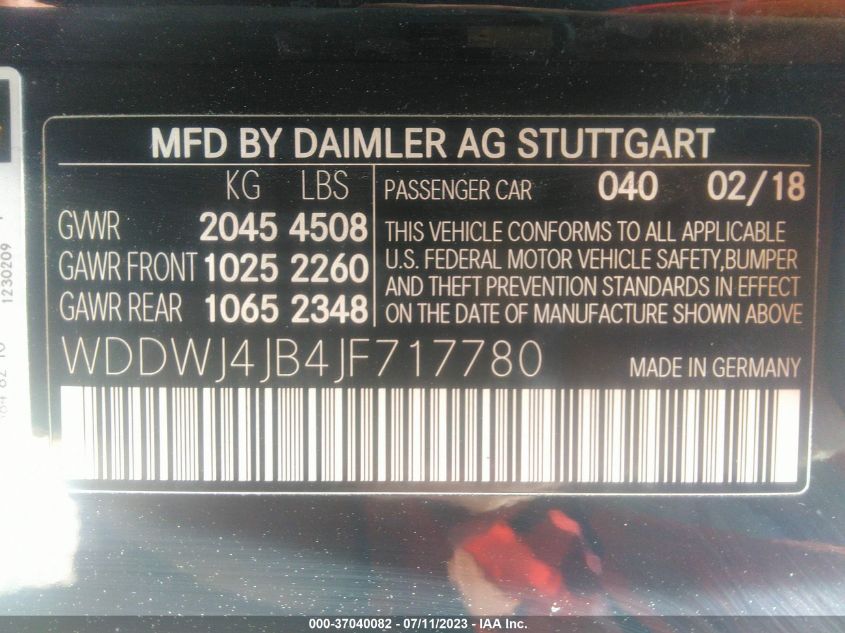 MFD BY DAIMLER AG STUTTGART
KG LBS
GVWR 2045 4508
GAWR FRONT 1025 2260
GAWR REAR 1065 2348
PASSENGER CAR 040 02/18
THIS VEHICLE CONFORMS TO ALL APPLICABLE
U.S. FEDERAL MOTOR VEHICLE SAFETY,BUMPER
AND THEFT PREVENTION STANDARDS IN EFFECT
ON THE DATE OF MANUFACTURE SHOWN ABOVE
WDDWJ4JB4JF717780 MADE IN GERMANY
1230209
000-37040082 - 07/11/2023 - IAA Inc.